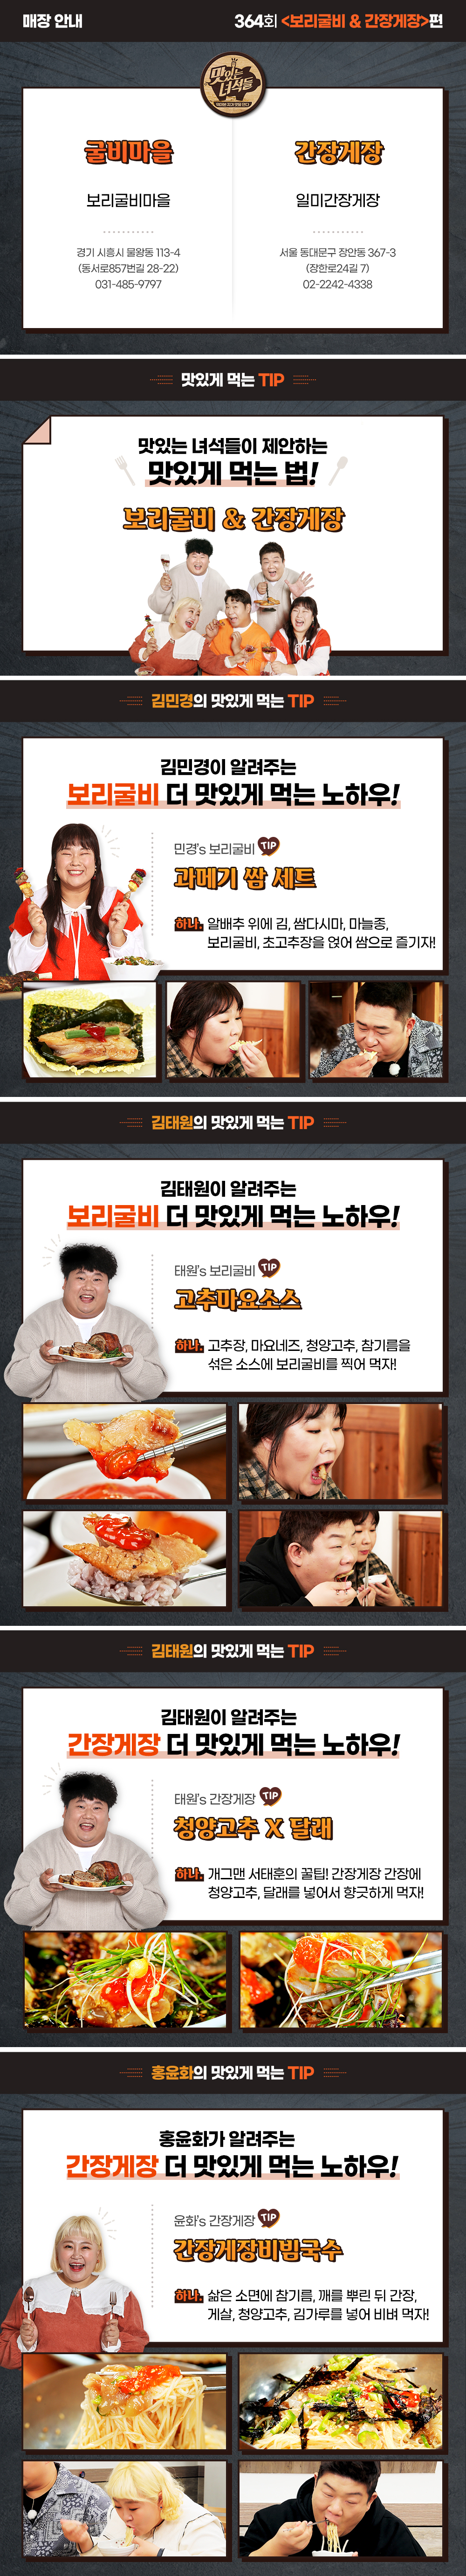 매장 안내
364회 <보리굴비 & 간장게장>편
맛있는 녀석들
굴비마을
보리굴비마을
경기 시흥시 물왕동 113-4
(동서로857번길 28-22)
031-485-9797
간장게장
일미간장게장
서울 동대문구 장안동 367-3
(장한로24길 7)
02-2242-4338
맛있게 먹는 TIP
맛있는 녀석들이 제안하는
맛있게 먹는 법!
보리굴비 & 간장게장
김민경의 맛있게 먹는 TIP
김민경이 알려주는
보리굴비 더 맛있게 먹는 노하우!
민경's 보리굴비 TIP
과메기 쌈 세트
하나. 알배추 위에 김, 쌈다시마, 마늘종,
보리굴비, 초고추장을 얹어 쌈으로 즐기자!
김태원의 맛있게 먹는 TIP
김태원이 알려주는
보리굴비 더 맛있게 먹는 노하우!
태원's 보리굴비 TIP
고추마요소스
하나. 고추장, 마요네즈, 청양고추, 참기름을
섞은 소스에 보리굴비를 찍어 먹자!
김태원의 맛있게 먹는 TIP
김태원이 알려주는
간장게장 더 맛있게 먹는 노하우!
태원's 간장게장 TIP
청양고추 X 달래
하나. 개그맨 서태훈의 꿀팁! 간장게장 간장에
청양고추, 달래를 넣어서 향긋하게 먹자!
홍윤화의 맛있게 먹는 TIP
홍윤화가 알려주는
간장게장 더 맛있게 먹는 노하우!
윤화's 간장게장 TIP
간장게장비빔국수
하나. 삶은 소면에 참기름, 깨를 뿌린 뒤 간장,
게살, 청양고추, 김가루를 넣어 비벼 먹자!